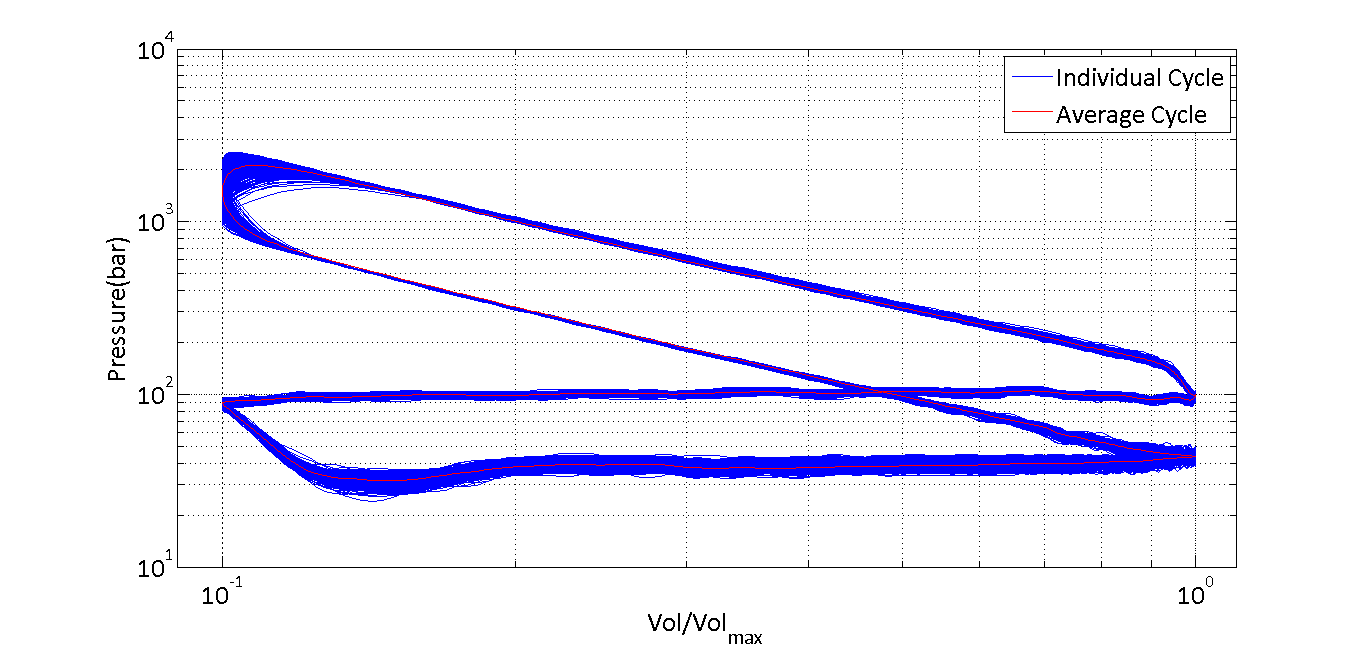 10^4
Individual Cycle
Average Cycle
10^3
Pressure(bar)
10^2
10^1
10^-1
10^0
Vol/Vol_max